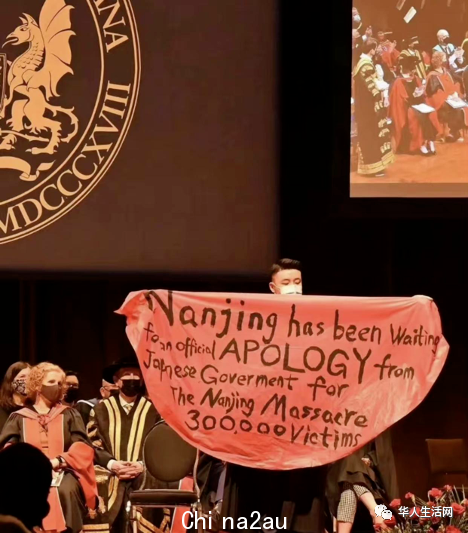 ANA
MDCCCXVIII
Nanjing has been Waiting
for an official APOLOGY from
Japanese Goverment for
The Nanjing Massacre
300,000 Victims
华人生活网
Chi na2au